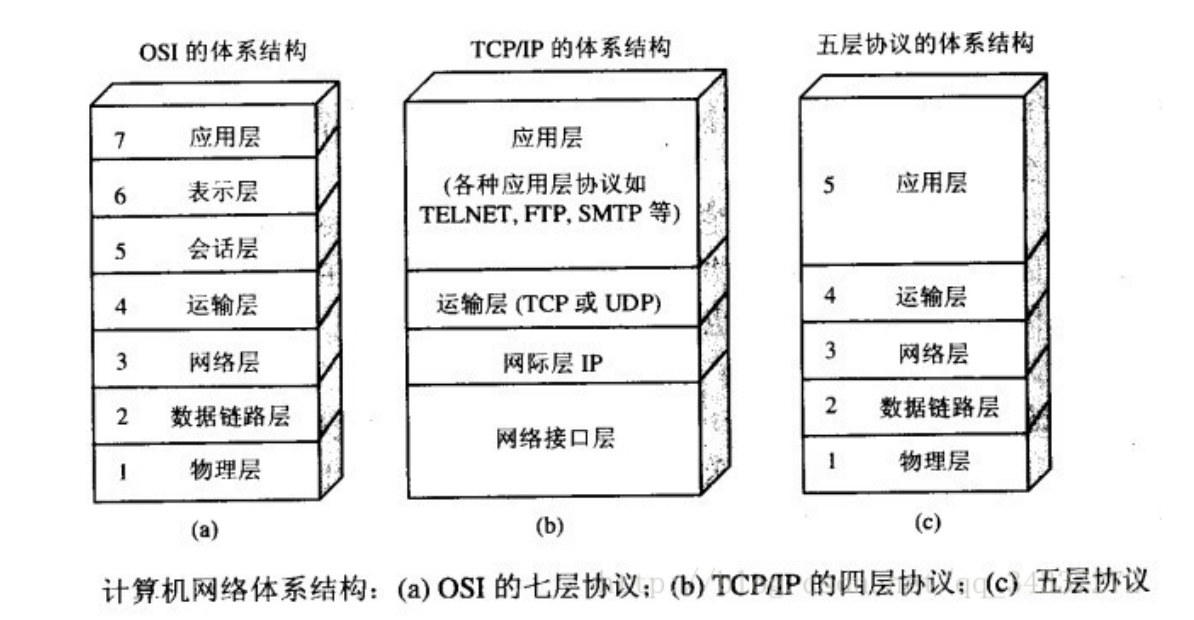 OSI 的体系结构
7 应用层
6 表示层
5 会话层
4 运输层
3 网络层
2 数据链路层
1 物理层
(a)
TCP/IP 的体系结构
应用层
(各种应用层协议如
TELNET, FTP, SMTP 等)
运输层 (TCP 或 UDP)
网际层 IP
网络接口层
(b)
五层协议的体系结构
5 应用层
4 运输层
3 网络层
2 数据链路层
1 物理层
(c)
计算机网络体系结构：(a) OSI 的七层协议；(b) TCP/IP 的四层协议；(c) 五层协议